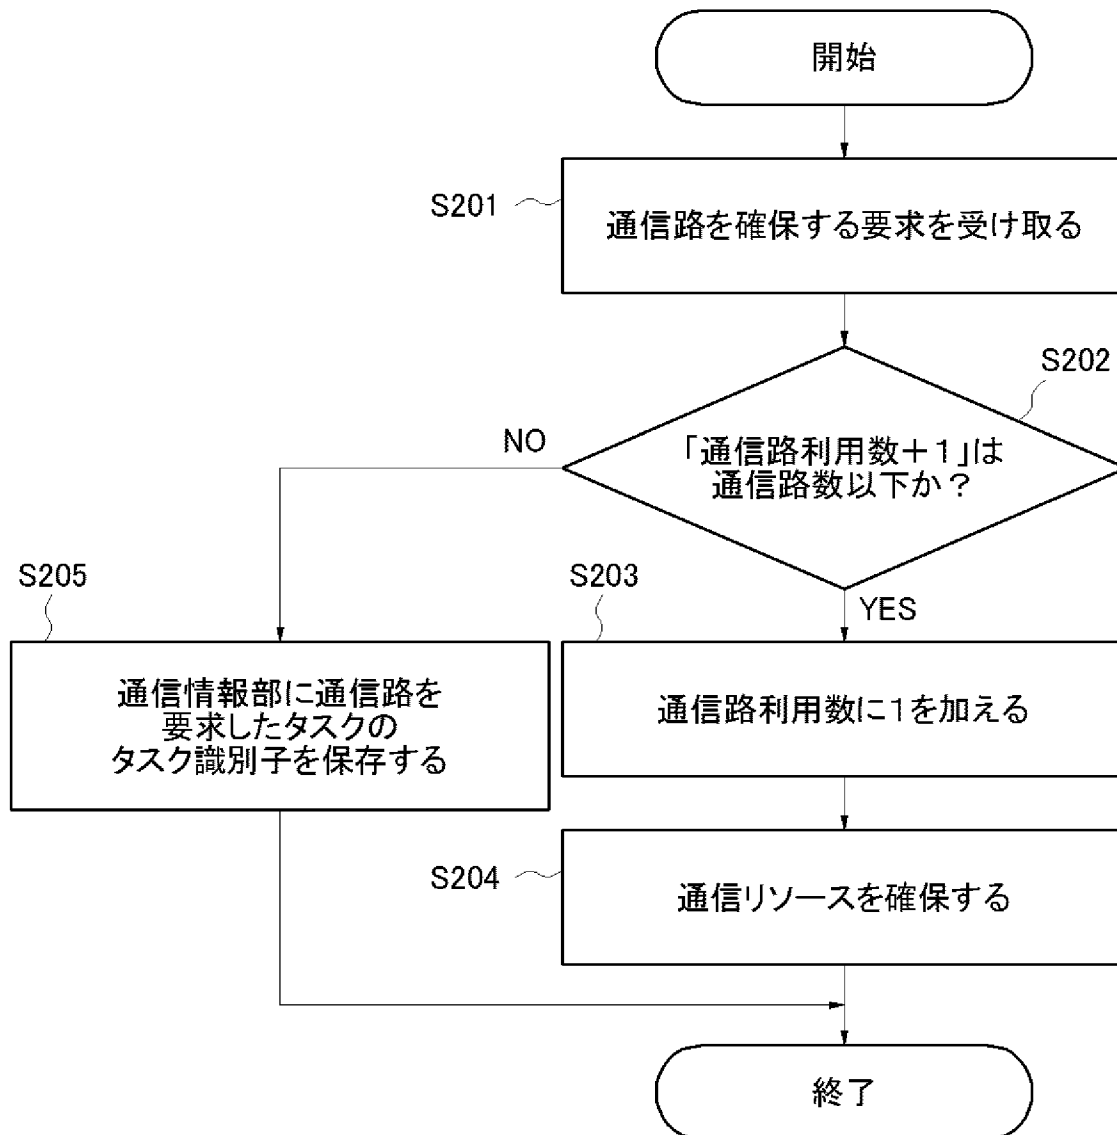 開始
S201
通信路を確保する要求を受け取る
S202
「通信路利用数＋１」は
通信路数以下か？
NO
YES
S205
S203
通信情報部に通信路を
要求したタスクの
タスク識別子を保存する
通信路利用数に１を加える
S204
通信リソースを確保する
終了